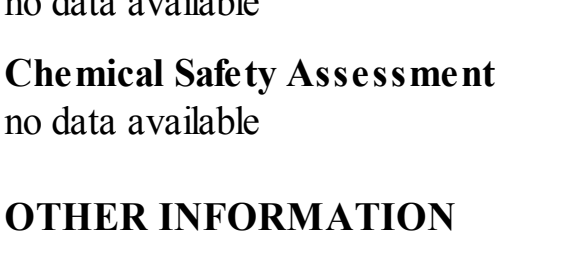 no data available
Chemical Safety Assessment
no data available
OTHER INFORMATION